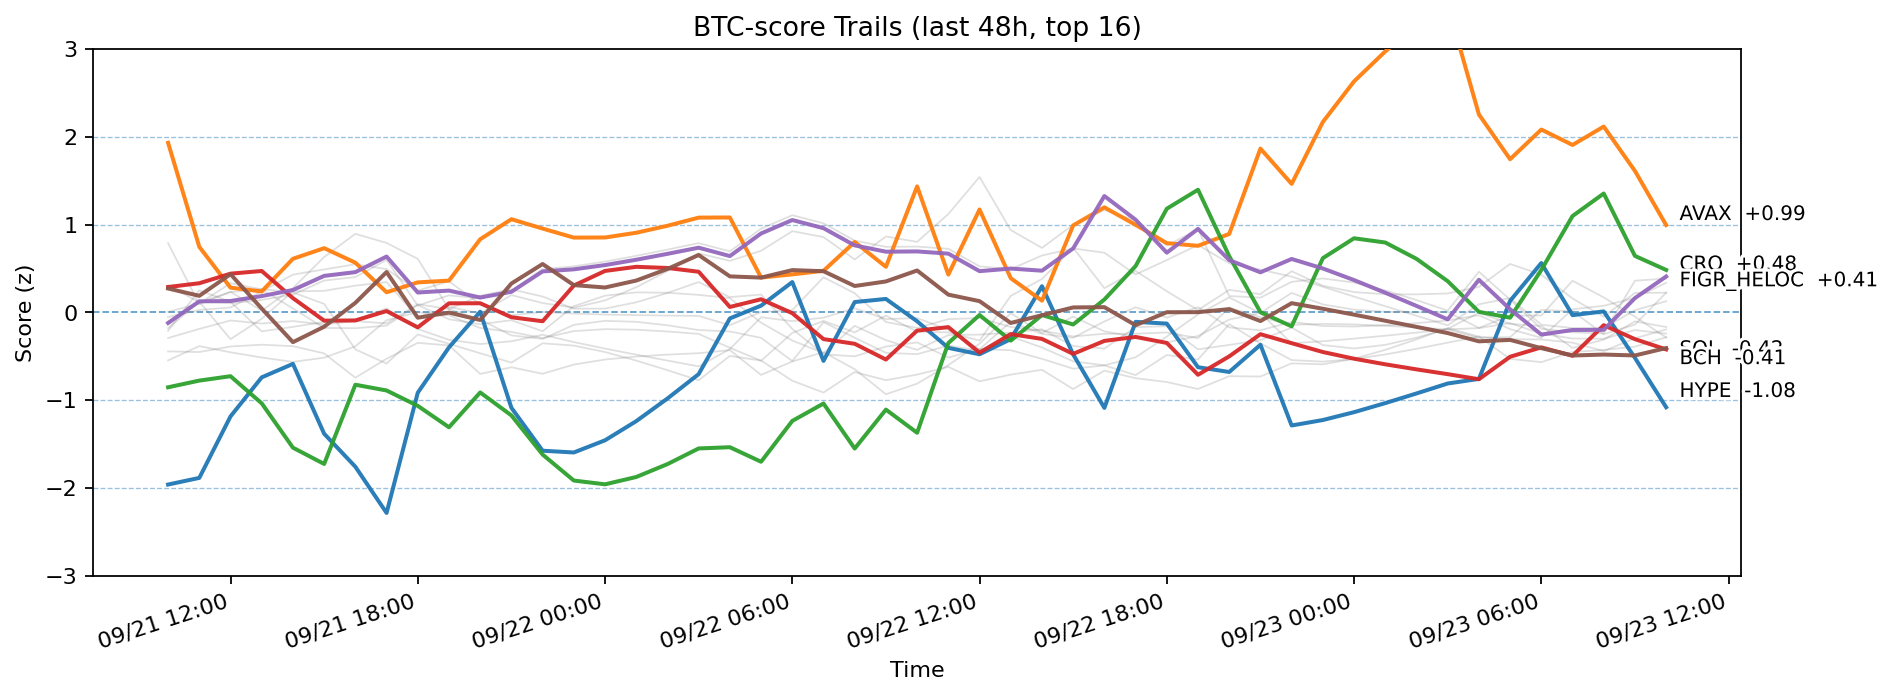 BTC-score Trails (last 48h, top 16)
Score (z)
3
2
1
0
−1
−2
−3
AVAX +0.99
CRO +0.48
FIGR_HELOC +0.41
BCH -0.41
HYPE -1.08
09/21 12:00
09/21 18:00
09/22 00:00
09/22 06:00
09/22 12:00
09/22 18:00
09/23 00:00
09/23 06:00
09/23 12:00
Time